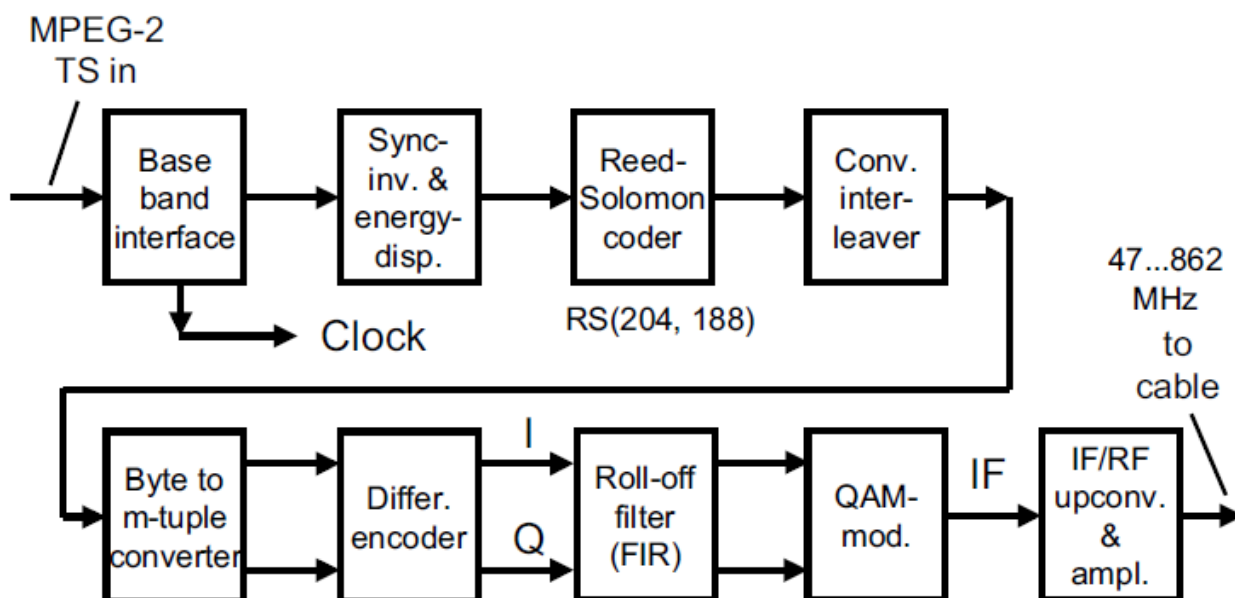 MPEG-2
TS in
Base
band
interface
Sync-
inv. &
energy-
disp.
Reed-
Solomon
coder
Conv.
inter-
leaver
RS(204, 188)
Clock
47...862
MHz
to
cable
Byte to
m-tuple
converter
Differ.
encoder
I
Q
Roll-off
filter
(FIR)
QAM-
mod.
IF
IF/RF
upconv.
&
ampl.